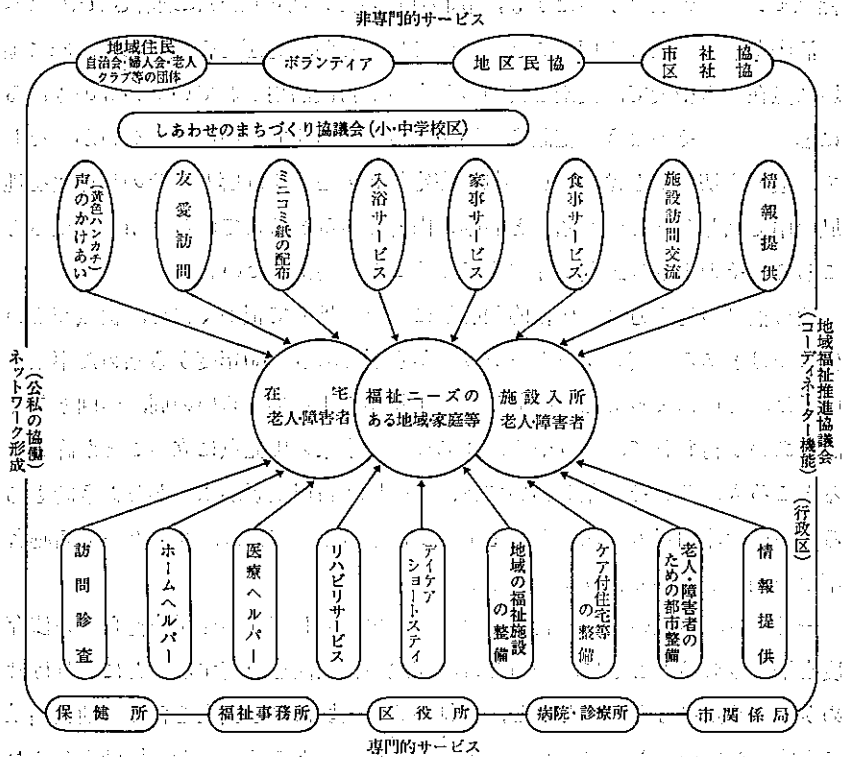 非専門的サービス
地域住民
自治会・婦人会・老人
クラブ等の団体
ボランティア
地区民協
市社協
区社協
しあわせのまちづくり協議会(小・中学校区)
声のかけあい
(黄色ハンカチ)
友愛訪問
ミニコミ紙の配布
入浴サービス
家事サービス
食事サービス
施設訪問交流
情報提供
在宅
老人・障害者
福祉ニーズの
ある地域・家庭等
施設入所
老人・障害者
(公私の協働)
ネットワーク形成
地域福祉推進協議会
(コーディネーター機能)
(行政区)
訪問診査
ホームヘルパー
医療ヘルパー
リハビリサービス
デイケア
ショートステイ
地域の福祉施設
の整備
ケア付住宅等
の整備
老人・障害者の
ための都市整備
情報提供
保健所
福祉事務所
区役所
病院・診療所
市関係局
専門的サービス